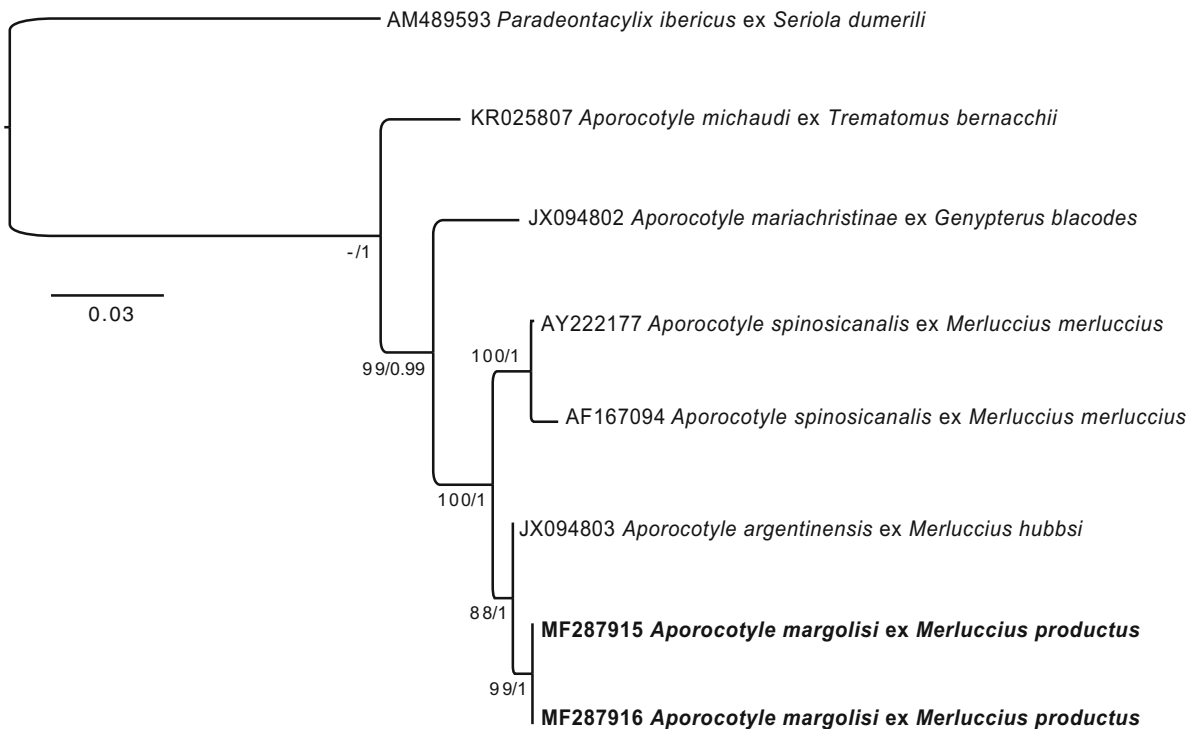 AM489593 Paradeontacylix ibericus ex Seriola dumerili
KR025807 Aporocotyle michaudi ex Trematomus bernacchii
JX094802 Aporocotyle mariachristinae ex Genypterus blacodes
-/1
0.03
AY222177 Aporocotyle spinosicanalis ex Merluccius merluccius
100/1
99/0.99
AF167094 Aporocotyle spinosicanalis ex Merluccius merluccius
100/1
JX094803 Aporocotyle argentinensis ex Merluccius hubbsi
88/1
MF287915 Aporocotyle margolisi ex Merluccius productus
99/1
MF287916 Aporocotyle margolisi ex Merluccius productus